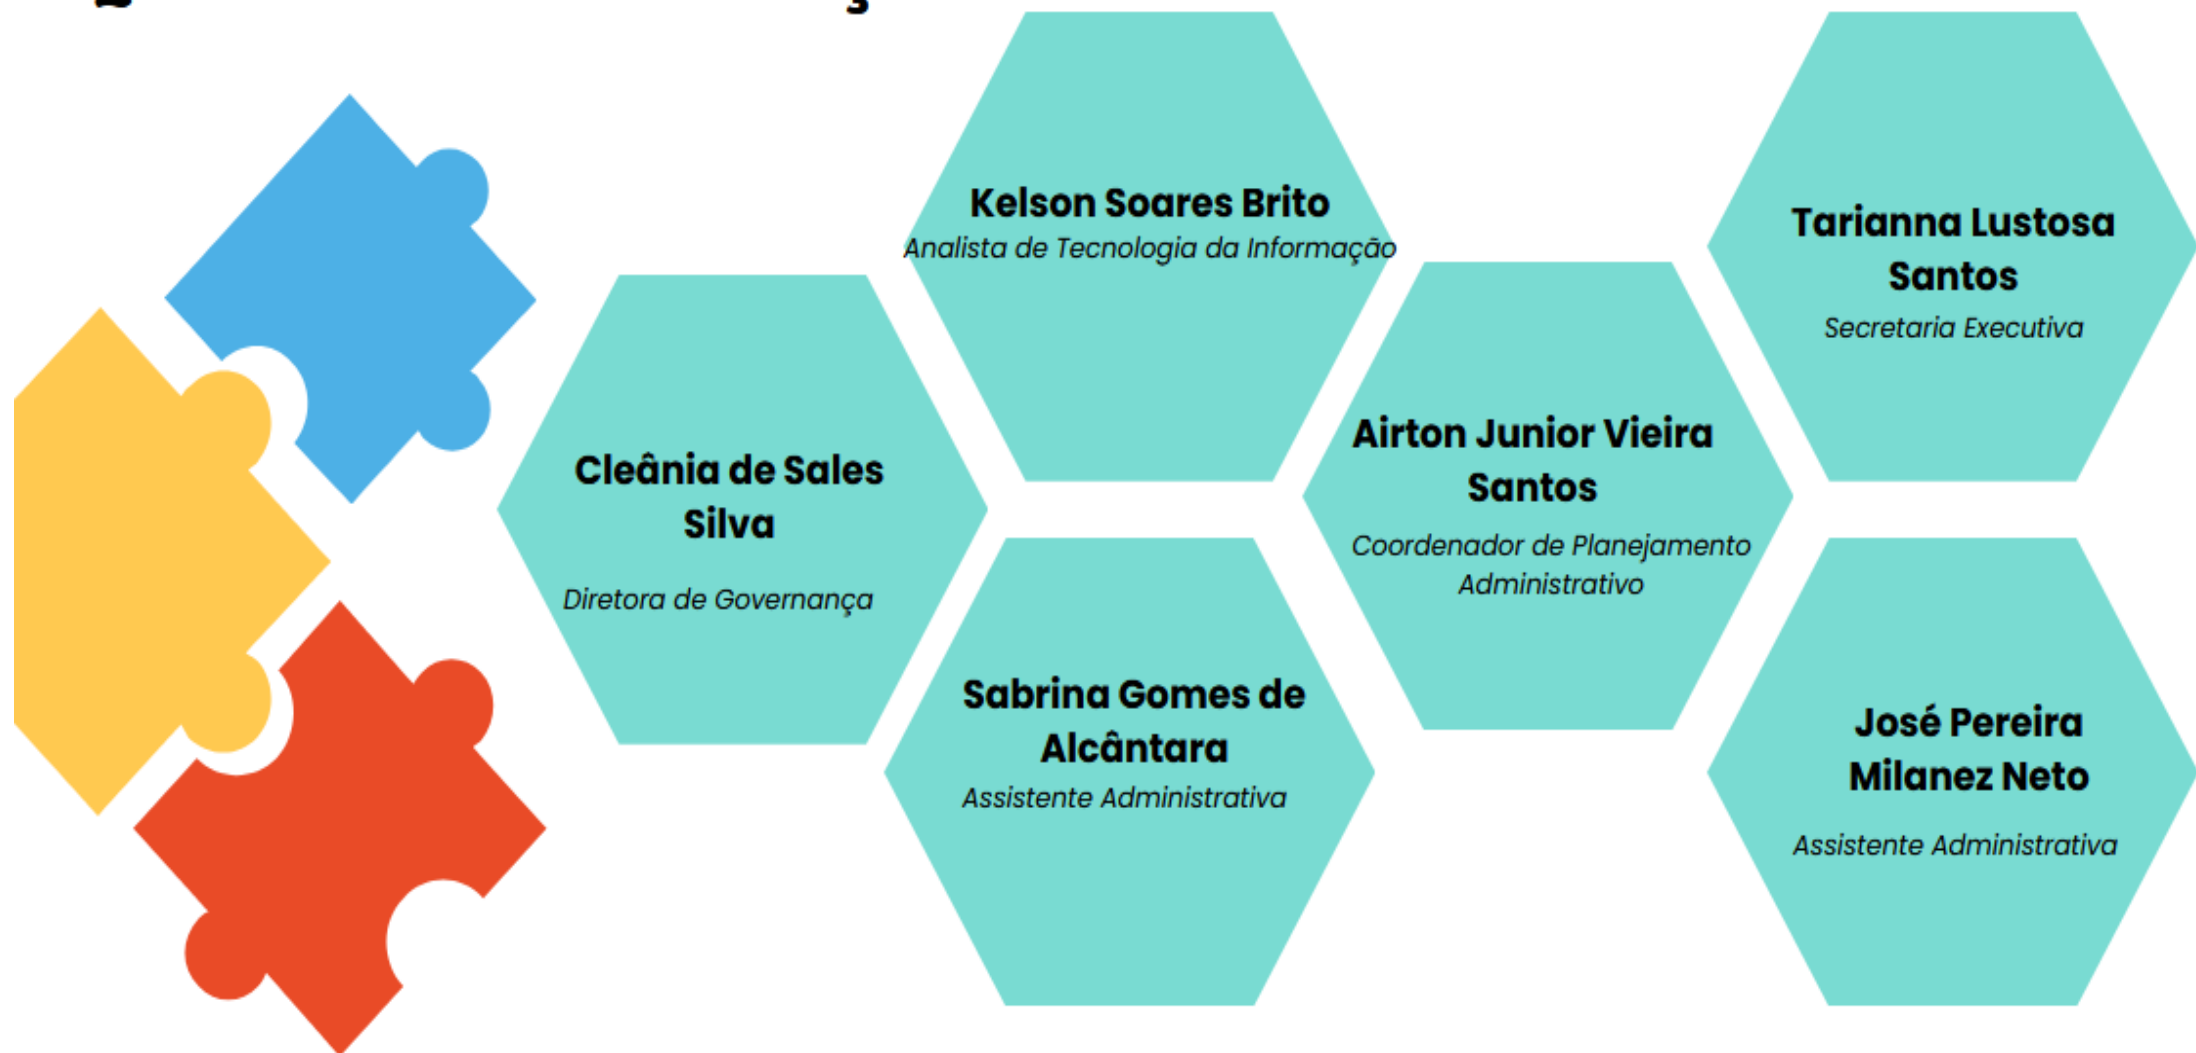 Kelson Soares Brito
Analista de Tecnologia da Informação
Tarianna Lustosa
Santos
Secretaria Executiva
Cleânia de Sales
Silva
Diretora de Governança
Airton Junior Vieira
Santos
Coordenador de Planejamento
Administrativo
Sabrina Gomes de
Alcântara
Assistente Administrativa
José Pereira
Milanez Neto
Assistente Administrativa